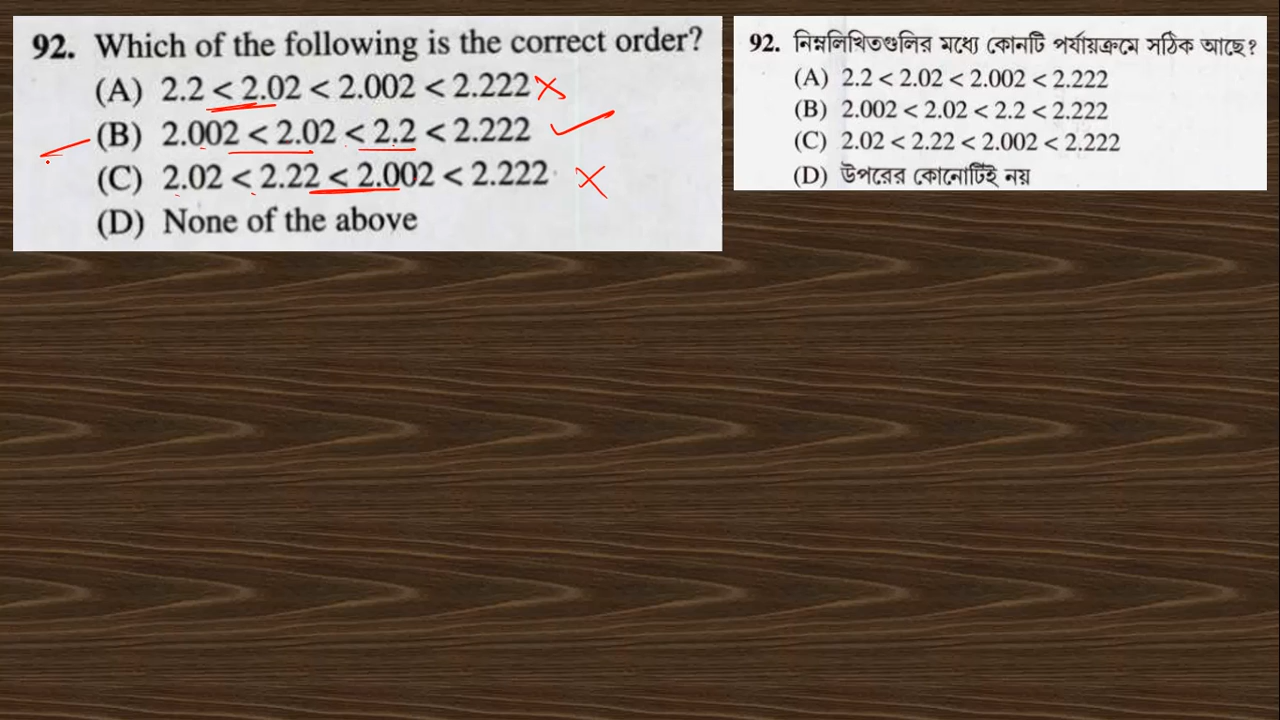 92. Which of the following is the correct order?
(A) 2.2 < 2.02 < 2.002 < 2.222
(B) 2.002 < 2.02 < 2.2 < 2.222
(C) 2.02 < 2.22 < 2.002 < 2.222
(D) None of the above
92. নিম্নলিখিতগুলির মধ্যে কোনটি পর্যায়ক্রমে সঠিক আছে?
(A) 2.2 < 2.02 < 2.002 < 2.222
(B) 2.002 < 2.02 < 2.2 < 2.222
(C) 2.02 < 2.22 < 2.002 < 2.222
(D) উপরের কোনোটিই নয়